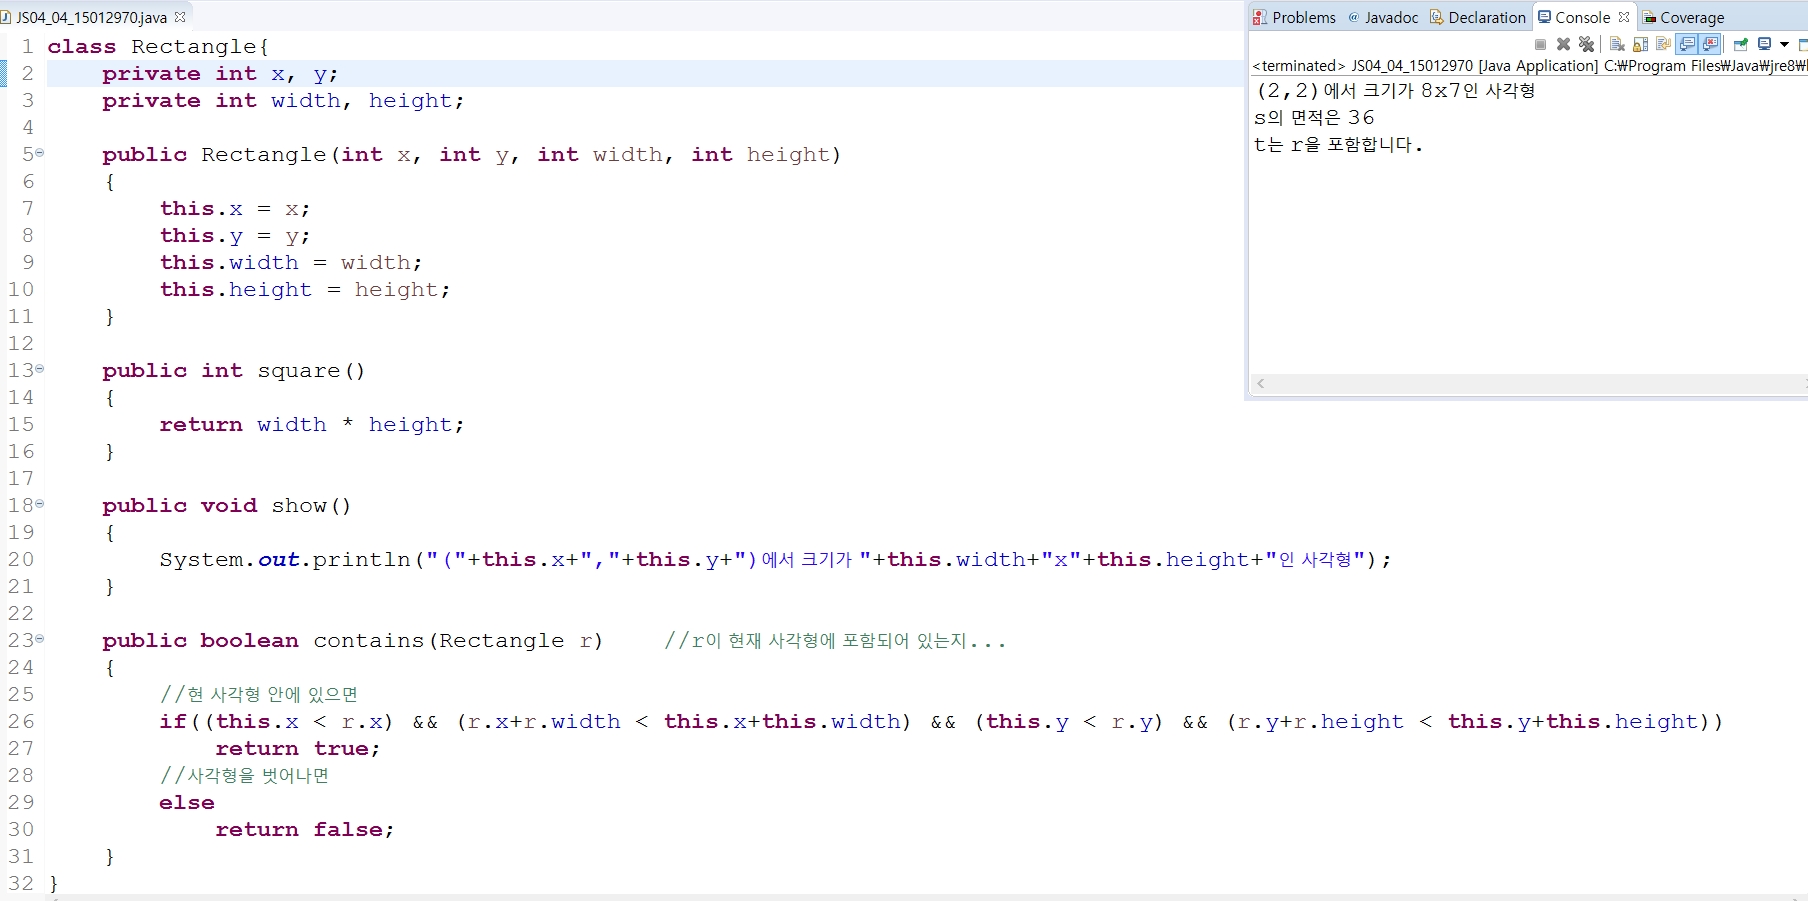 JS04_04_15012970.java
1 class Rectangle{
2 private int x, y;
3 private int width, height;
4
5 public Rectangle(int x, int y, int width, int height)
6 {
7 this.x = x;
8 this.y = y;
9 this.width = width;
10 this.height = height;
11 }
12
13 public int square()
14 {
15 return width * height;
16 }
17
18 public void show()
19 {
20 System.out.println("("+this.x+","+this.y+")에서 크기가 "+this.width+"x"+this.height+"인 사각형");
21 }
22
23 public boolean contains(Rectangle r) //r이 현재 사각형에 포함되어 있는지...
24 {
25 //현 사각형 안에 있으면
26 if((this.x < r.x) && (r.x+r.width < this.x+this.width) && (this.y < r.y) && (r.y+r.height < this.y+this.height))
27 return true;
28 //사각형을 벗어나면
29 else
30 return false;
31 }
32 }
Problems @ Javadoc Declaration Console Coverage
<terminated> JS04_04_15012970 [Java Application] C:₩Program Files₩Java₩jre8₩
(2,2)에서 크기가 8x7인 사각형
s의 면적은 36
t는 r을 포함합니다.